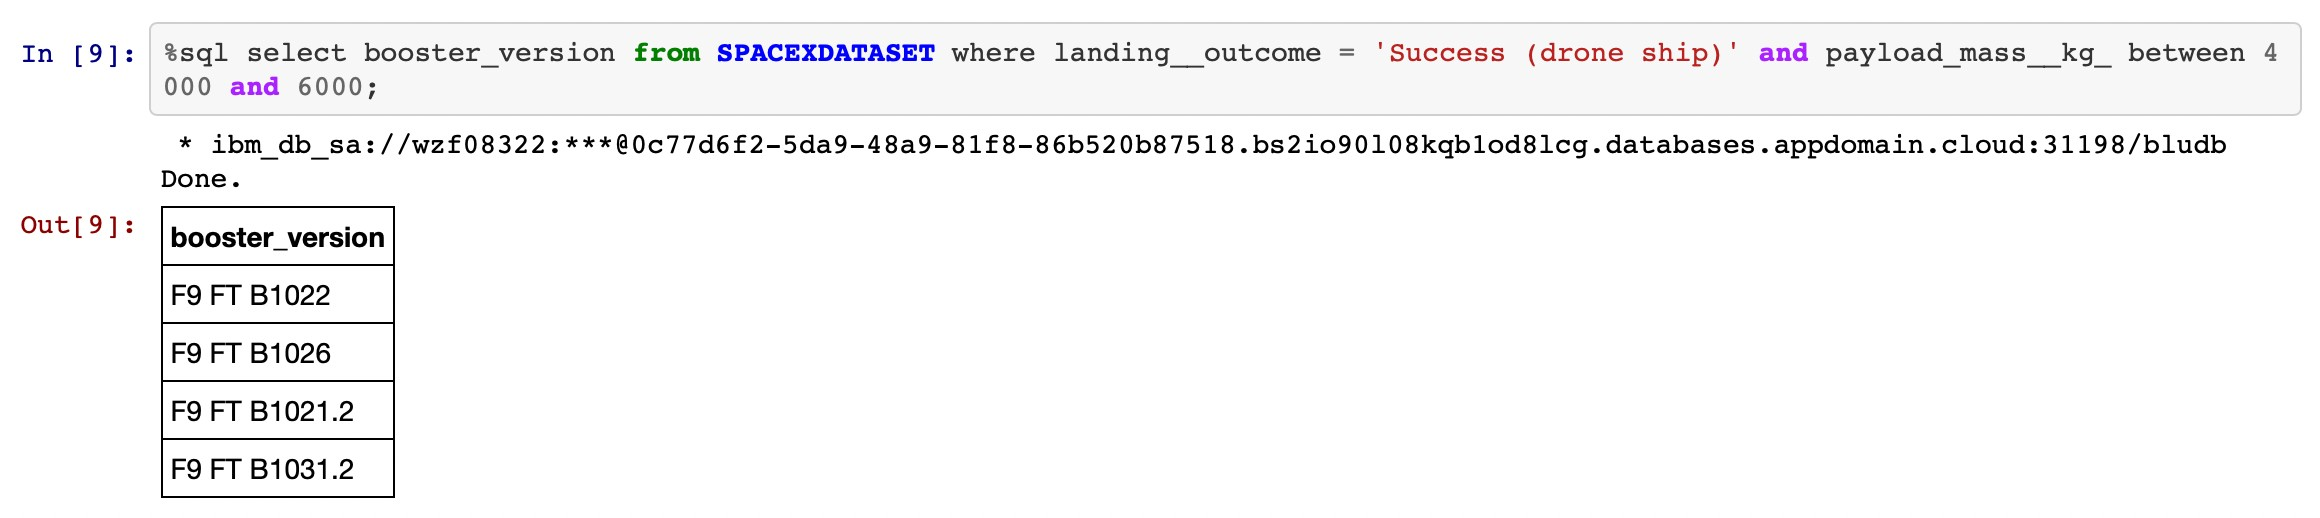 In [9]: %sql select booster_version from SPACEXDATASET where landing__outcome = 'Success (drone ship)' and payload_mass__kg_ between 4
000 and 6000;
* ibm_db_sa://wzf08322:***@0c77d6f2-5da9-48a9-81f8-86b520b87518.bs2io90l08kqb1od8lcg.databases.appdomain.cloud:31198/bludb
Done.
Out[9]:
booster_version
F9 FT B1022
F9 FT B1026
F9 FT B1021.2
F9 FT B1031.2